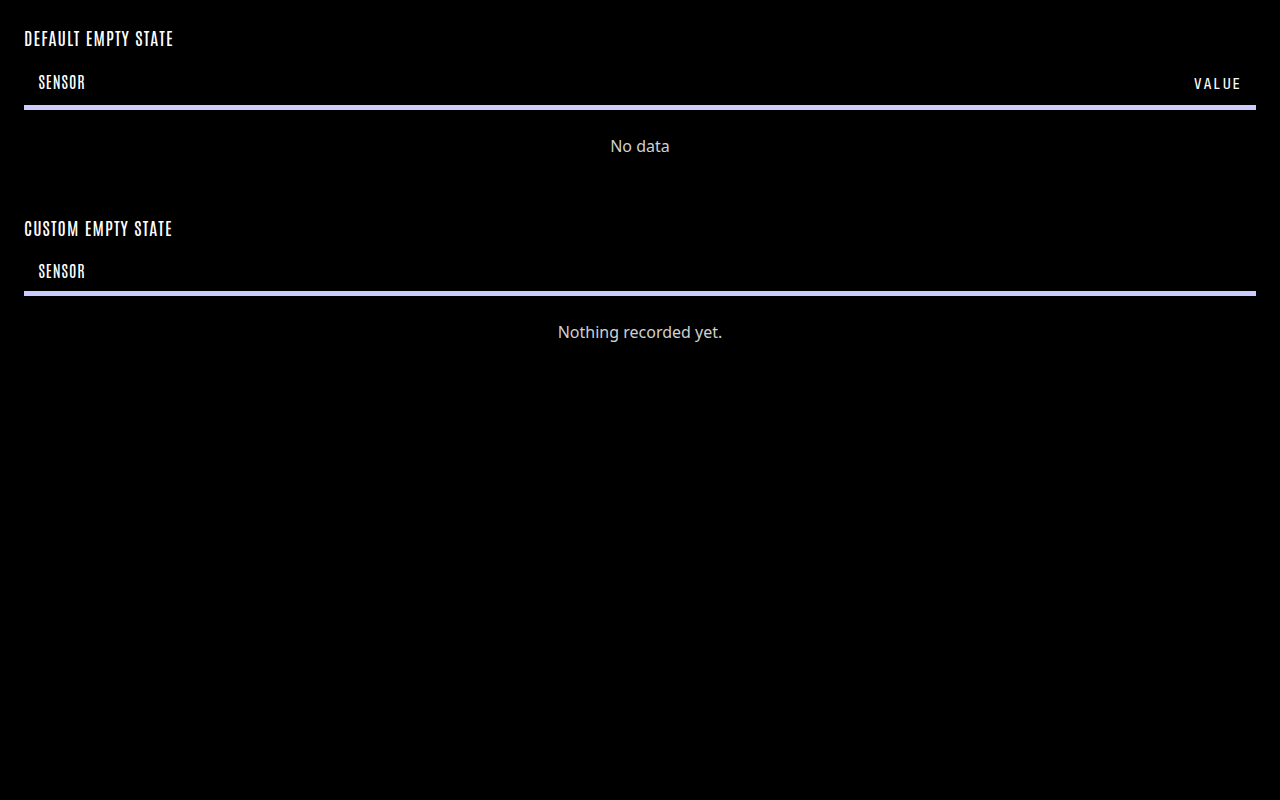 DEFAULT EMPTY STATE
SENSOR VALUE
No data
CUSTOM EMPTY STATE
SENSOR
Nothing recorded yet.